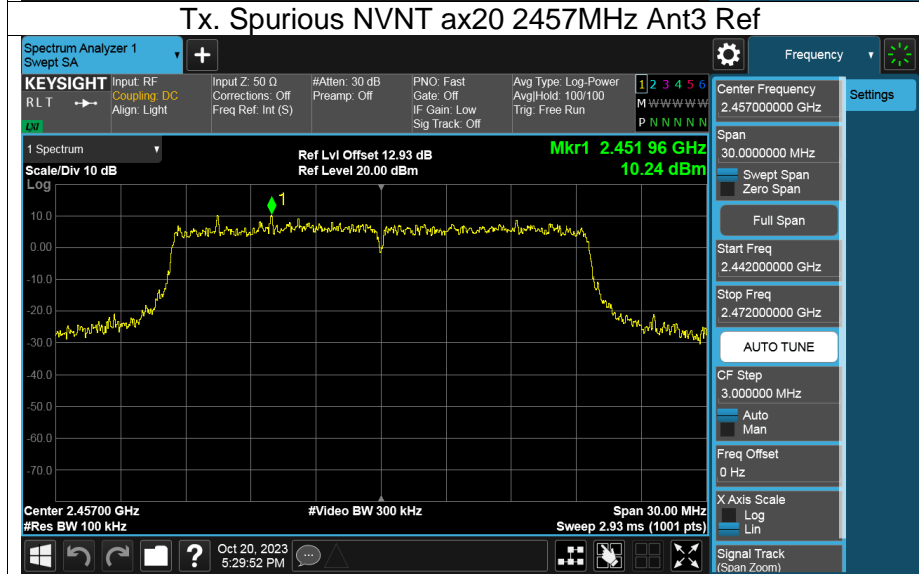 Tx. Spurious NVNT ax20 2457MHz Ant3 Ref
Spectrum Analyzer 1
Swept SA
+
Frequency
KEYSIGHT
RLT
LXI
Input: RF
Coupling: DC
Align: Light
Input Z: 50 Ω
Corrections: Off
Freq Ref: Int (S)
#Atten: 30 dB
Preamp: Off
PNO: Fast
Gate: Off
IF Gain: Low
Sig Track: Off
Avg Type: Log-Power
Avg|Hold: 100/100
Trig: Free Run
1 2 3 4 5 6
M W W W W W
P N N N N N
1 Spectrum
Scale/Div 10 dB
Log
Ref Lvl Offset 12.93 dB
Ref Level 20.00 dBm
Mkr1 2.451 96 GHz
10.24 dBm
1
10.0
0.00
-10.0
-20.0
-30.0
-40.0
-50.0
-60.0
-70.0
Center 2.45700 GHz
#Res BW 100 kHz
#Video BW 300 kHz
Span 30.00 MHz
Sweep 2.93 ms (1001 pts)
Center Frequency
2.457000000 GHz
Settings
Span
30.0000000 MHz
Swept Span
Zero Span
Full Span
Start Freq
2.442000000 GHz
Stop Freq
2.472000000 GHz
AUTO TUNE
CF Step
3.000000 MHz
Auto
Man
Freq Offset
0 Hz
X Axis Scale
Log
Lin
Signal Track
(Span Zoom)
?
Oct 20, 2023
5:29:52 PM